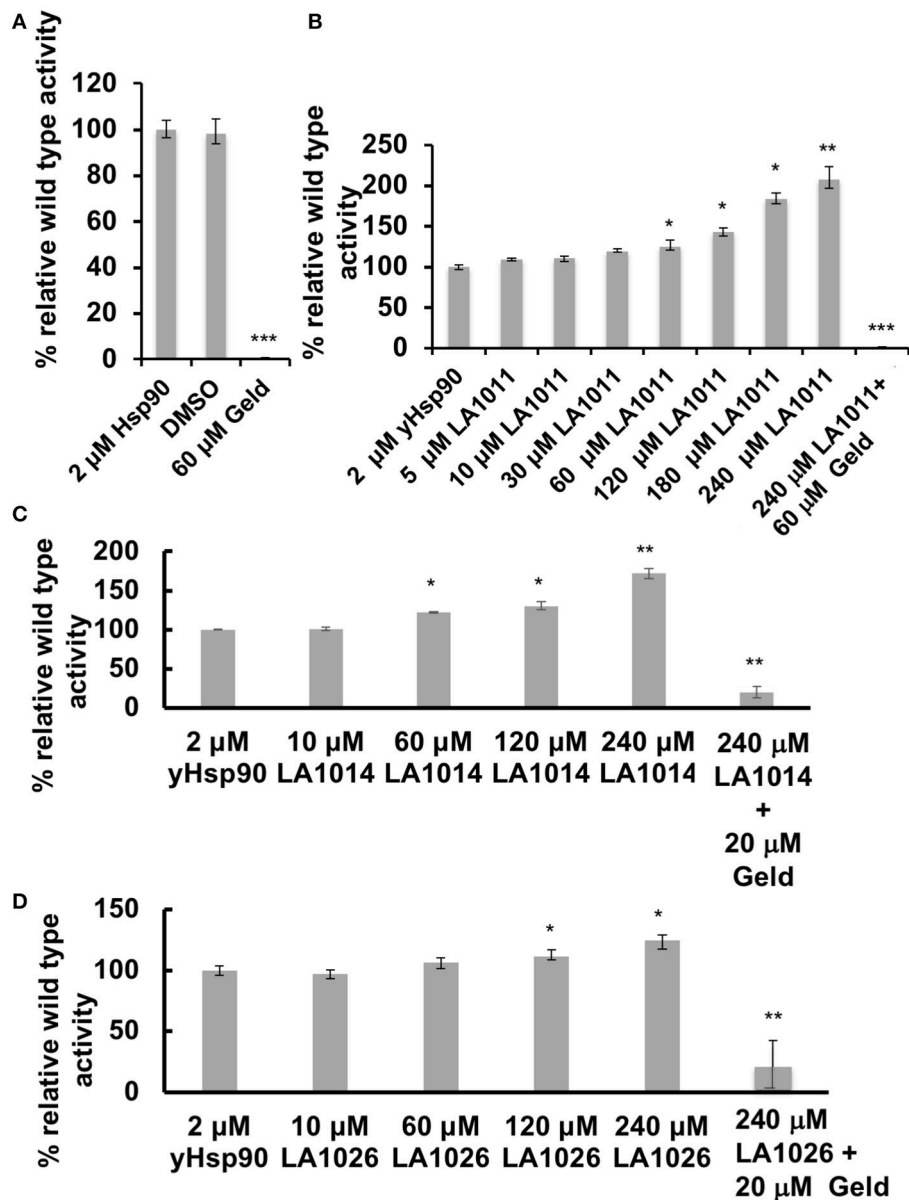 A
% relative wild type activity
120
100
80
60
40
20
0
***
2 µM Hsp90
DMSO
60 µM Geld
B
% relative wild type
activity
250
200
150
100
50
0
*
*
*
**
***
2 µM yHsp90
5 µM LA1011
10 µM LA1011
30 µM LA1011
60 µM LA1011
120 µM LA1011
180 µM LA1011
240 µM LA1011
240 µM LA1011+
60 µM Geld
C
% relative wild type
activity
200
150
100
50
0
*
*
**
**
2 µM
yHsp90
10 µM
LA1014
60 µM
LA1014
120 µM
LA1014
240 µM
LA1014
240 µM
LA1014
+
20 µM
Geld
D
% relative wild type
activity
150
100
50
0
*
*
**
2 µM
yHsp90
10 µM
LA1026
60 µM
LA1026
120 µM
LA1026
240 µM
LA1026
240 µM
LA1026 +
20 µM Geld